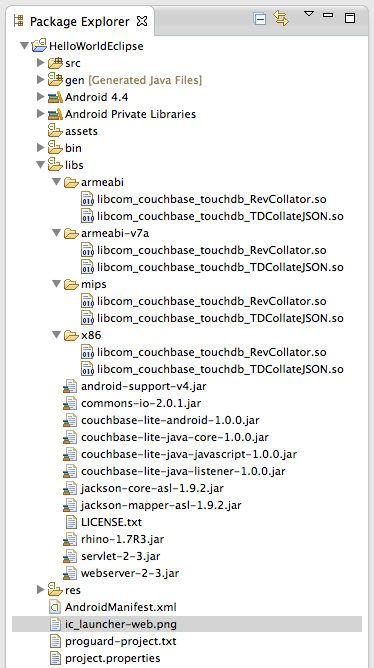 Package Explorer
HelloWorldEclipse
src
gen [Generated Java Files]
Android 4.4
Android Private Libraries
assets
bin
libs
armeabi
libcom_couchbase_touchdb_RevCollator.so
libcom_couchbase_touchdb_TDCollateJSON.so
armeabi-v7a
libcom_couchbase_touchdb_RevCollator.so
libcom_couchbase_touchdb_TDCollateJSON.so
mips
libcom_couchbase_touchdb_RevCollator.so
libcom_couchbase_touchdb_TDCollateJSON.so
x86
libcom_couchbase_touchdb_RevCollator.so
libcom_couchbase_touchdb_TDCollateJSON.so
android-support-v4.jar
commons-io-2.0.1.jar
couchbase-lite-android-1.0.0.jar
couchbase-lite-java-core-1.0.0.jar
couchbase-lite-java-javascript-1.0.0.jar
couchbase-lite-java-listener-1.0.0.jar
jackson-core-asl-1.9.2.jar
jackson-mapper-asl-1.9.2.jar
LICENSE.txt
rhino-1.7R3.jar
servlet-2-3.jar
webserver-2-3.jar
res
AndroidManifest.xml
ic_launcher-web.png
proguard-project.txt
project.properties